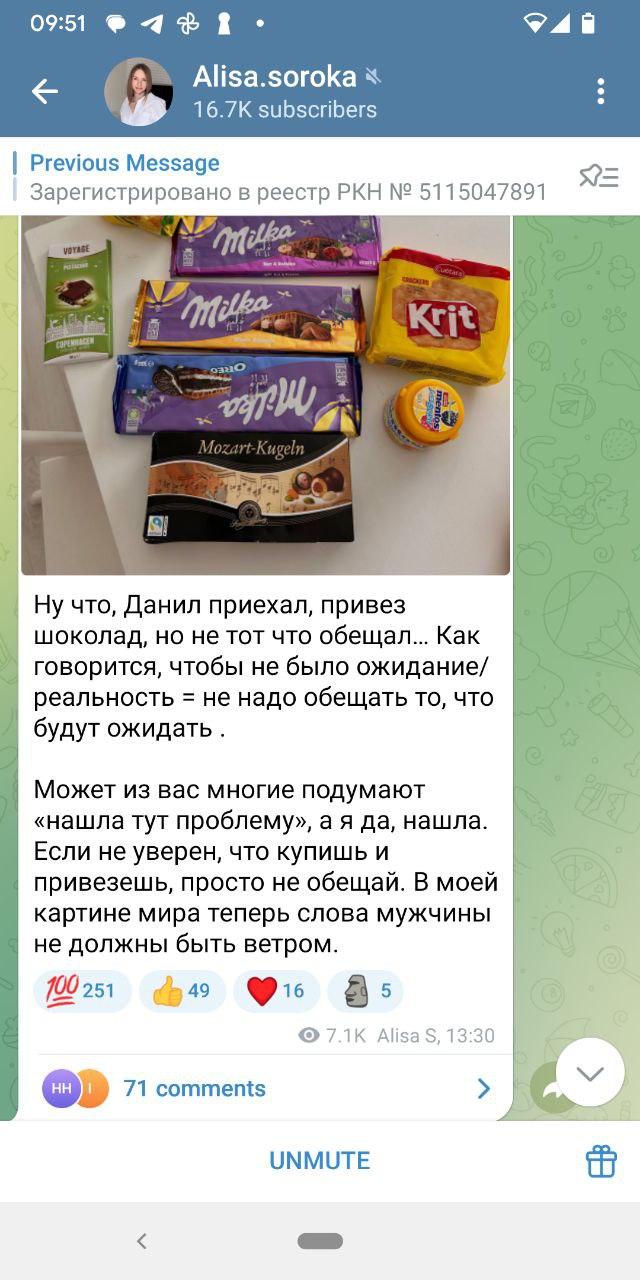 09:51
Alisa.soroka
16.7K subscribers
Previous Message
Зарегистрировано в реестр РКН № 5115047891
VOYAGE
PISTACHIO
COPENHAGEN
Milka
Milka
OREO
Milka
Mozart-Kugeln
Cuétara
CRACKERS
Krit
mentos
Ну что, Данил приехал, привез
шоколад, но не тот что обещал... Как
говорится, чтобы не было ожидание/
реальность = не надо обещать то, что
будут ожидать .
Может из вас многие подумают
«нашла тут проблему», а я да, нашла.
Если не уверен, что купишь и
привезешь, просто не обещай. В моей
картине мира теперь слова мужчины
не должны быть ветром.
💯 251 👍 49 ❤ 16 🗿 5
7.1K Alisa S, 13:30
НН I 71 comments
UNMUTE